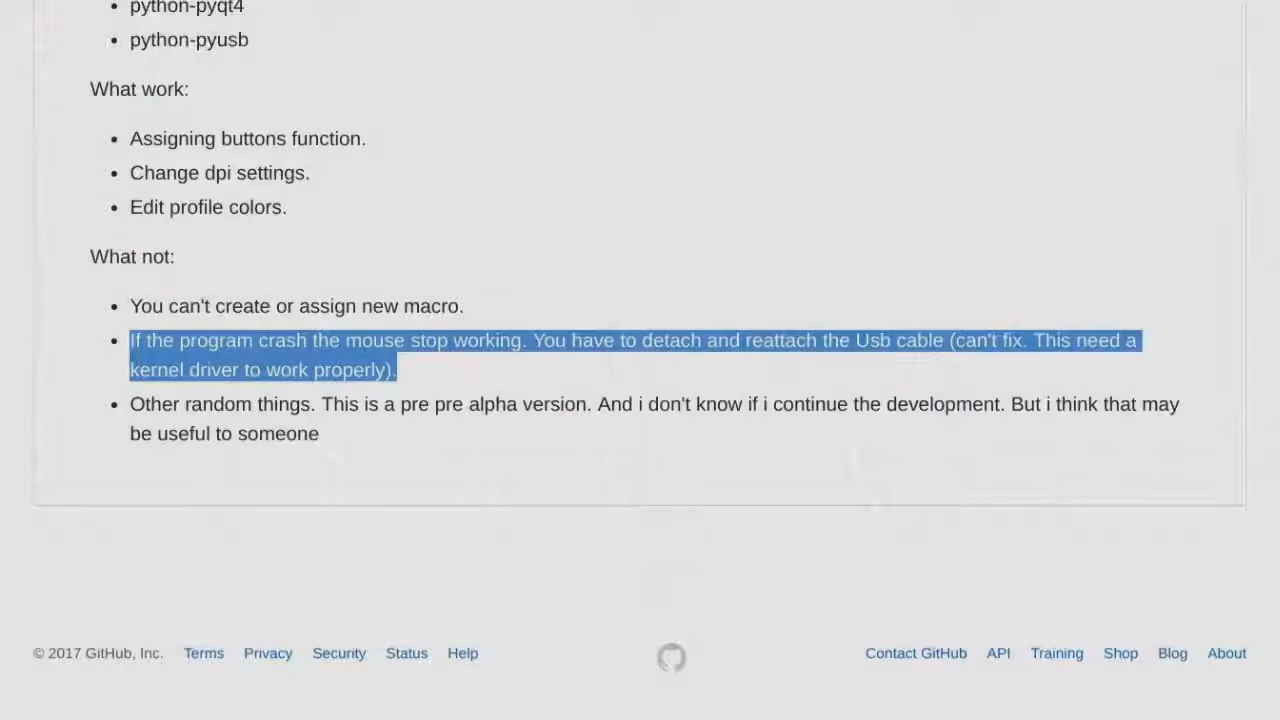 python-pyqt4
python-pyusb
What work:
Assigning buttons function.
Change dpi settings.
Edit profile colors.
What not:
You can't create or assign new macro.
If the program crash the mouse stop working. You have to detach and reattach the Usb cable (can't fix. This need a
kernel driver to work properly).
Other random things. This is a pre pre alpha version. And i don't know if i continue the development. But i think that may
be useful to someone
© 2017 GitHub, Inc. Terms Privacy Security Status Help Contact GitHub API Training Shop Blog About